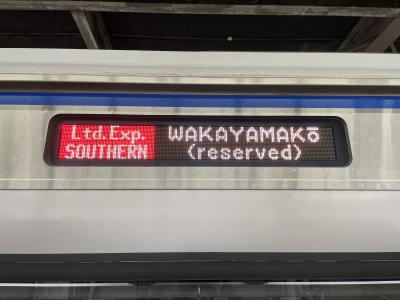 Ltd.Exp. WAKAYAMAKŌ
SOUTHERN (reserved)